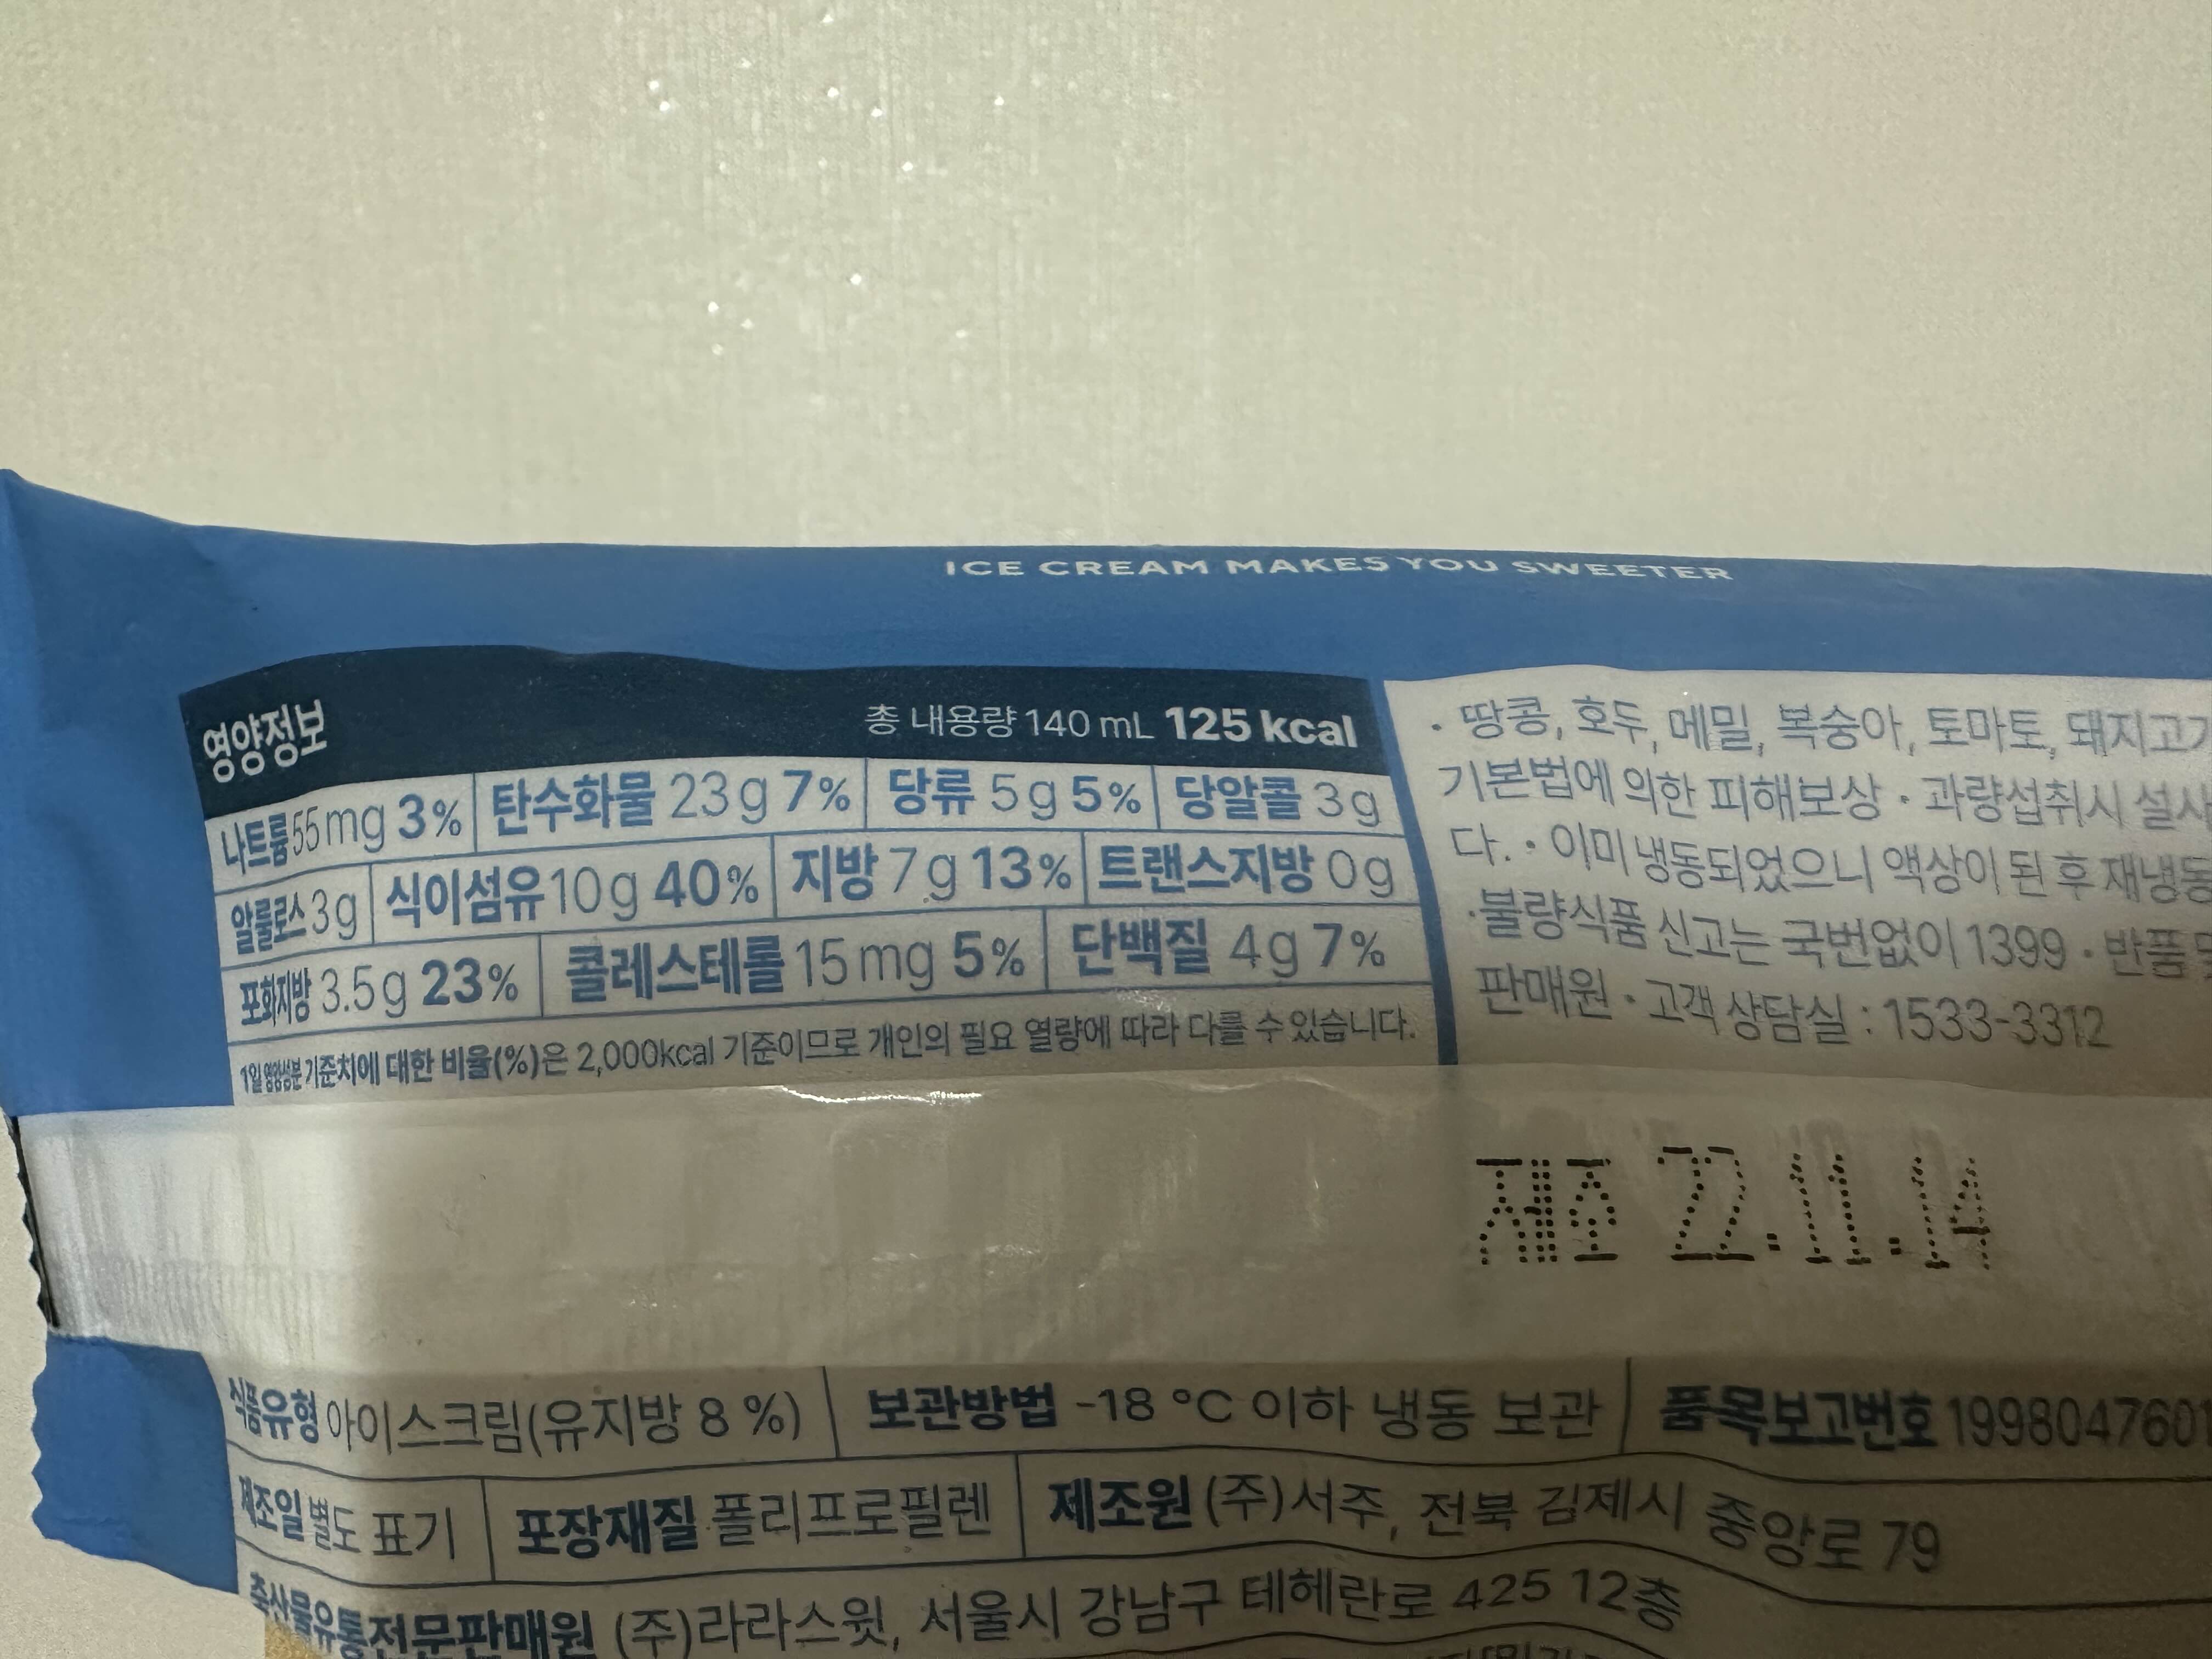 ICE CREAM MAKES YOU SWEETER
영양정보 총 내용량 140 mL 125 kcal
나트륨 55 mg 3% 탄수화물 23 g 7% 당류 5 g 5% 당알콜 3 g
알룰로스 3 g 식이섬유 10 g 40% 지방 7 g 13% 트랜스지방 0 g
포화지방 3.5 g 23% 콜레스테롤 15 mg 5% 단백질 4 g 7%
1일 영양성분 기준치에 대한 비율(%)은 2,000kcal 기준이므로 개인의 필요 열량에 따라 다를 수 있습니다.
· 땅콩, 호두, 메밀, 복숭아, 토마토, 돼지고기
기본법에 의한 피해보상 · 과량섭취시 설사
다. · 이미 냉동되었으니 액상이 된 후 재냉동
·불량식품 신고는 국번없이 1399 · 반품
판매원 · 고객 상담실 : 1533-3312
제조 22.11.14
식품유형 아이스크림(유지방 8 %) 보관방법 -18 °C 이하 냉동 보관 품목보고번호 1998047601
제조일 별도 표기 포장재질 폴리프로필렌 제조원 (주)서주, 전북 김제시 중앙로 79
축산물유통전문판매원 (주)라라스윗, 서울시 강남구 테헤란로 425 12층